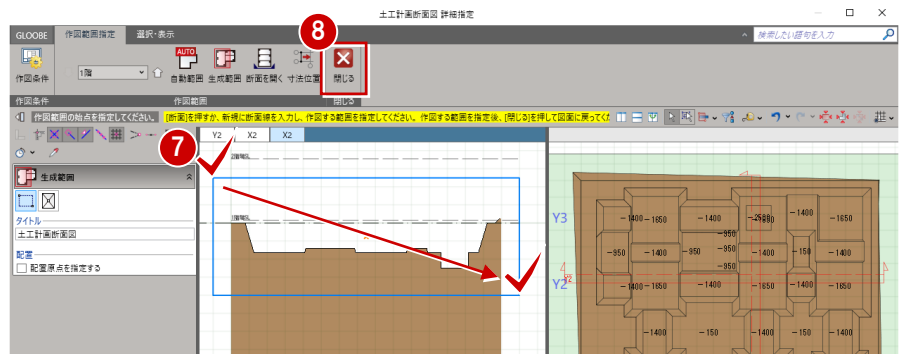 土工計画断面図 詳細指定
GLOOBE 作図範囲指定 選択・表示 検索したい語句を入力
8
作図条件 1階 AUTO 自動範囲 生成範囲 断面を開く 寸法位置 閉じる
作図条件 作図範囲 閉じる
作図範囲の始点を指定してください。 [断面]を押すか、新規に断面線を入力し、作図する範囲を指定してください。作図する範囲を指定後、[閉じる]を押して図面に戻ってくだ
7
Y2 X2 X2
生成範囲
タイトル
土工計画断面図
配置
配置原点を指定する
Y3 -1400 -1650 -1400 -1400 -1650
-950
-950 -1400 -950 -950 -1400 -150 -1400
-950
Y2 -1400 -1650 -1400 -1650 -1400 -1650
-1400 -150 -1400 -150 -1400